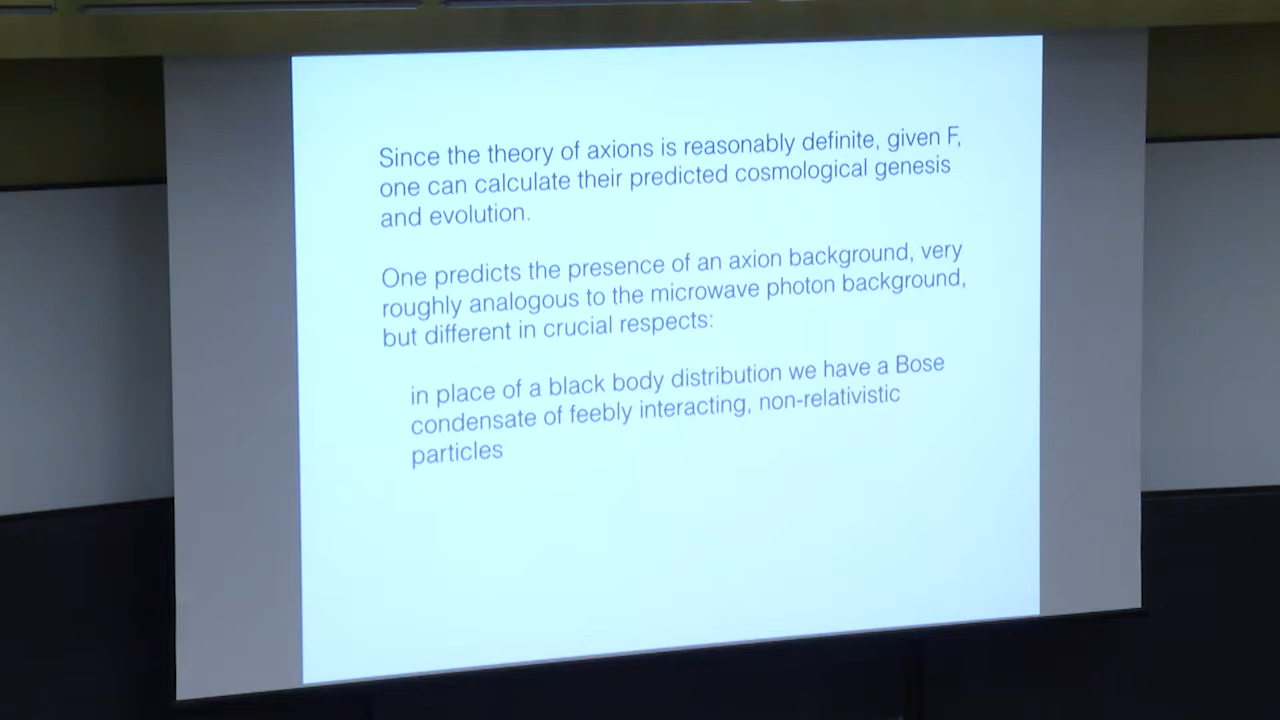 Since the theory of axions is reasonably definite, given F,
one can calculate their predicted cosmological genesis
and evolution.
One predicts the presence of an axion background, very
roughly analogous to the microwave photon background,
but different in crucial respects:
in place of a black body distribution we have a Bose
condensate of feebly interacting, non-relativistic
particles